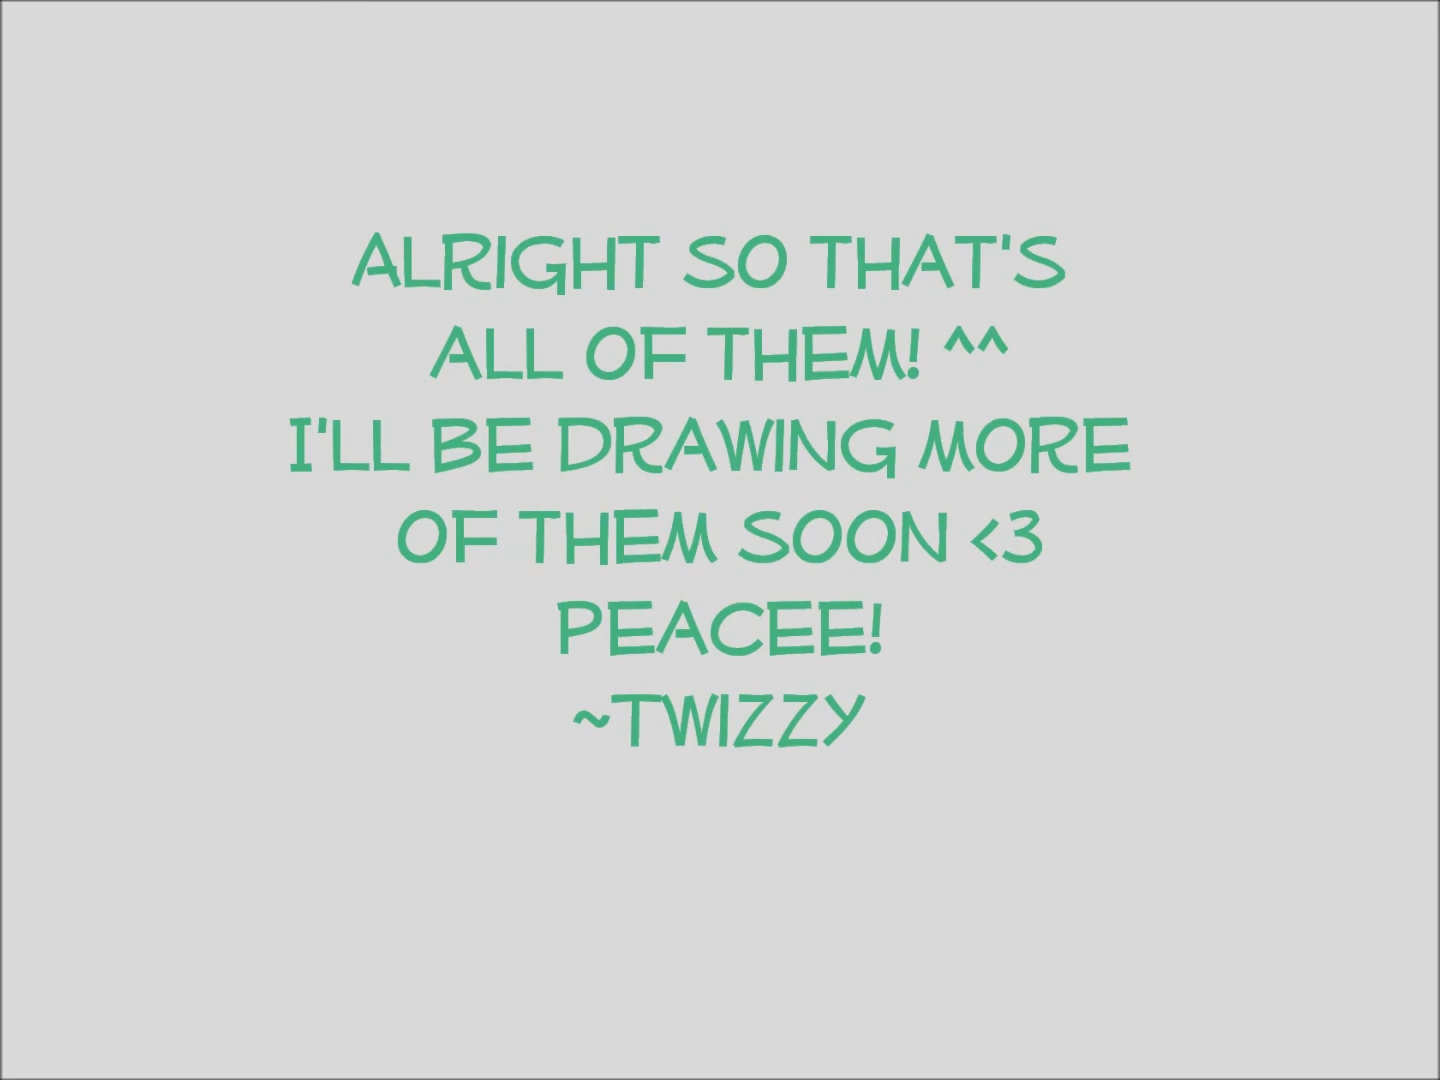 ALRIGHT SO THAT'S
ALL OF THEM! ^^
I'LL BE DRAWING MORE
OF THEM SOON <3
PEACEE!
~TWIZZY